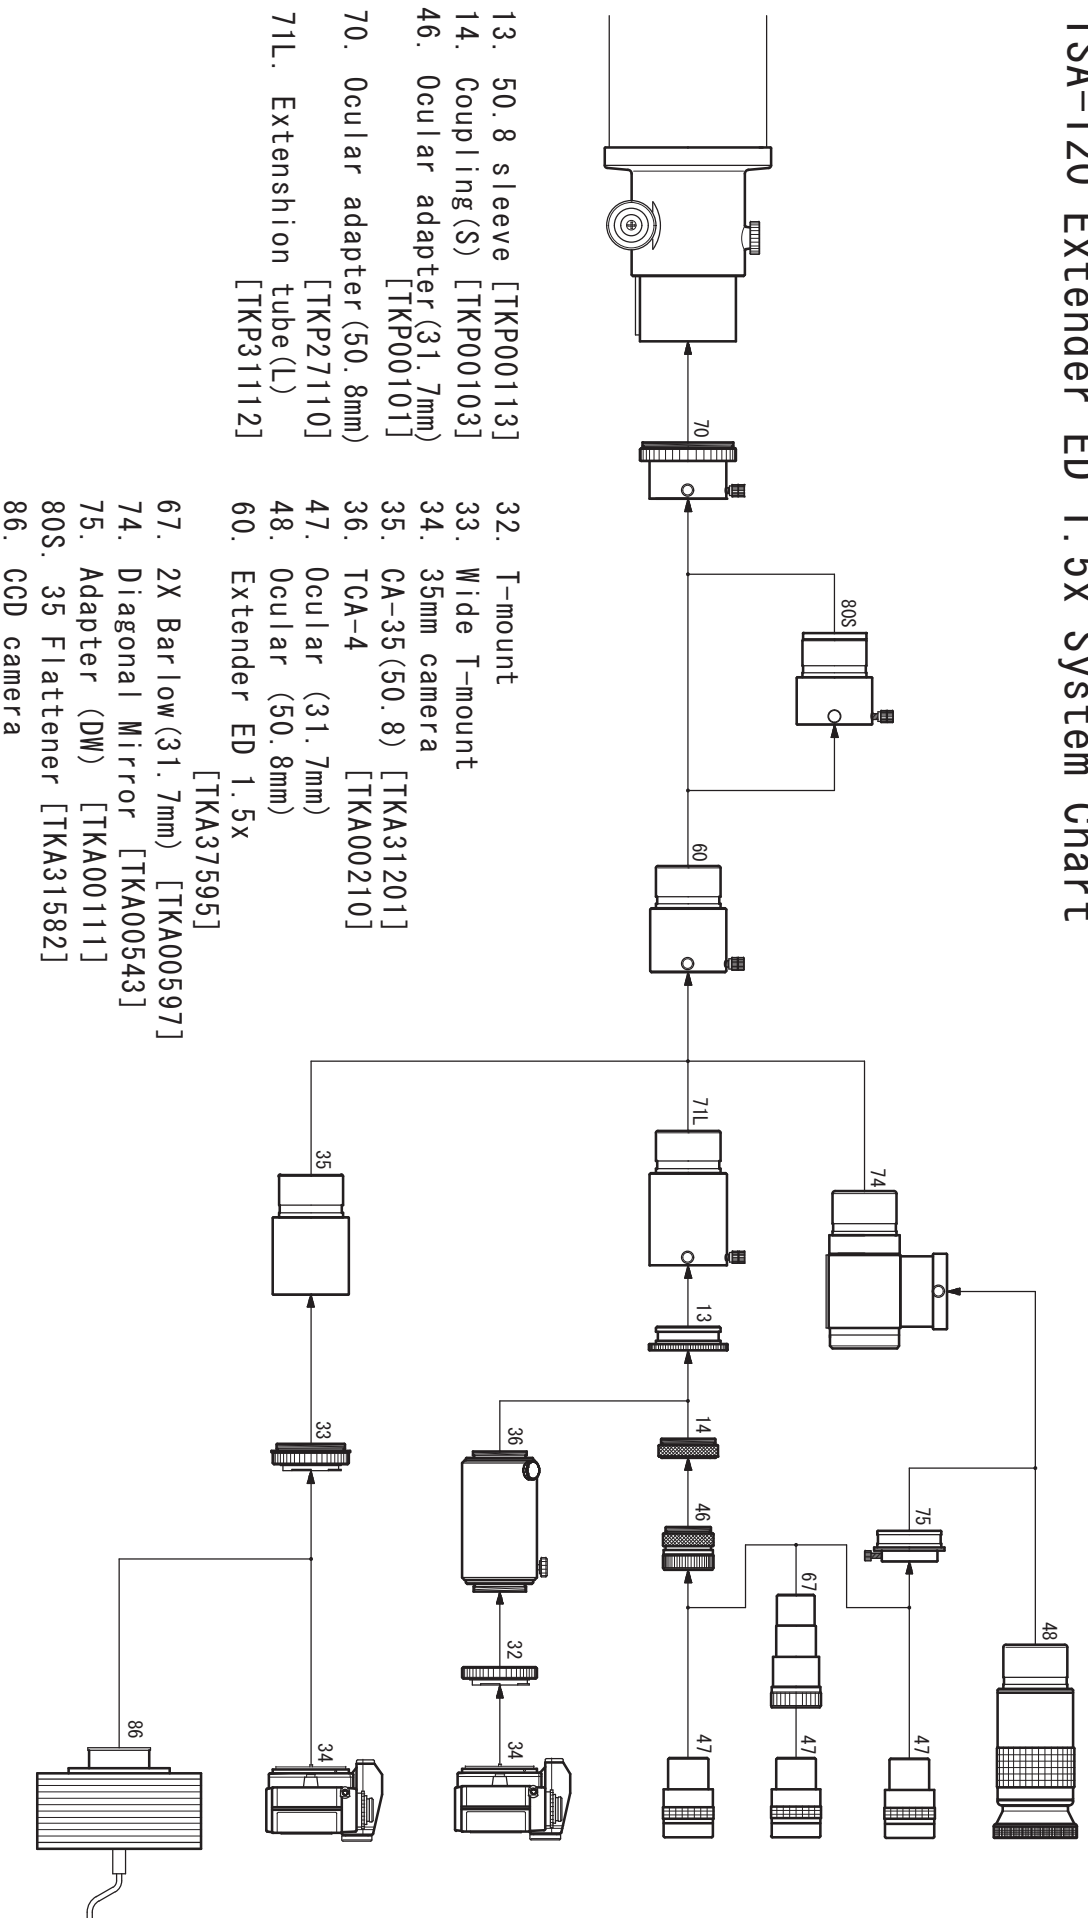 TSA-120 Extender ED 1.5x System Chart
70
80S
60
35
71L
74
13
33
36
14
46
75
67
32
48
86
34
34
47
47
47
13. 50.8 sleeve [TKP00113]
14. Coupling(S) [TKP00103]
46. Ocular adapter(31.7mm)
[TKP00101]
70. Ocular adapter(50.8mm)
[TKP27110]
71L. Extenshion tube(L)
[TKP31112]
32. T-mount
33. Wide T-mount
34. 35mm camera
35. CA-35(50.8) [TKA31201]
36. TCA-4 [TKA00210]
47. Ocular (31.7mm)
48. Ocular (50.8mm)
60. Extender ED 1.5x
[TKA37595]
67. 2X Barlow(31.7mm) [TKA00597]
74. Diagonal Mirror [TKA00543]
75. Adapter (DW) [TKA00111]
80S. 35 Flattener [TKA31582]
86. CCD camera